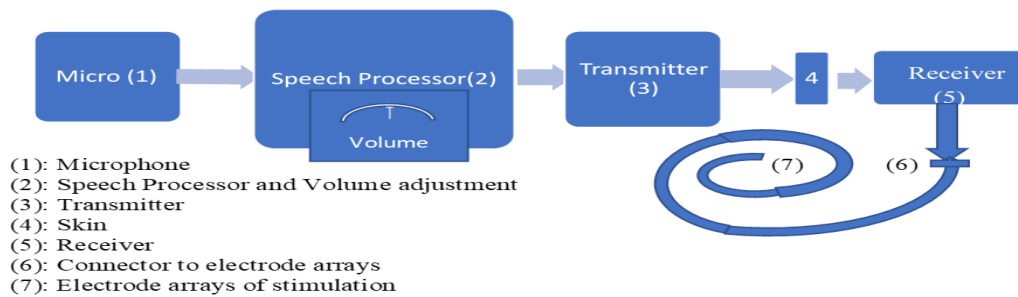 Micro (1)
Speech Processor(2)
Volume
Transmitter
(3)
4
Receiver
(5)
(6)
(7)
(1): Microphone
(2): Speech Processor and Volume adjustment
(3): Transmitter
(4): Skin
(5): Receiver
(6): Connector to electrode arrays
(7): Electrode arrays of stimulation